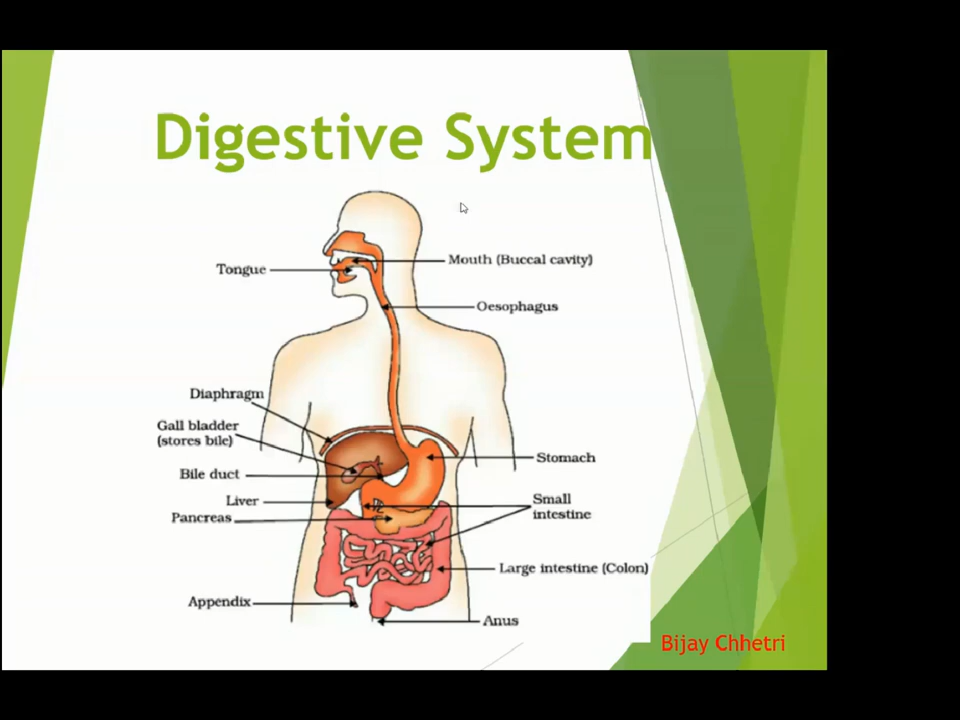 Digestive System
Tongue
Mouth (Buccal cavity)
Oesophagus
Diaphragm
Gall bladder
(stores bile)
Bile duct
Stomach
Liver
Small
intestine
Pancreas
Large intestine (Colon)
Appendix
Anus
Bijay Chhetri